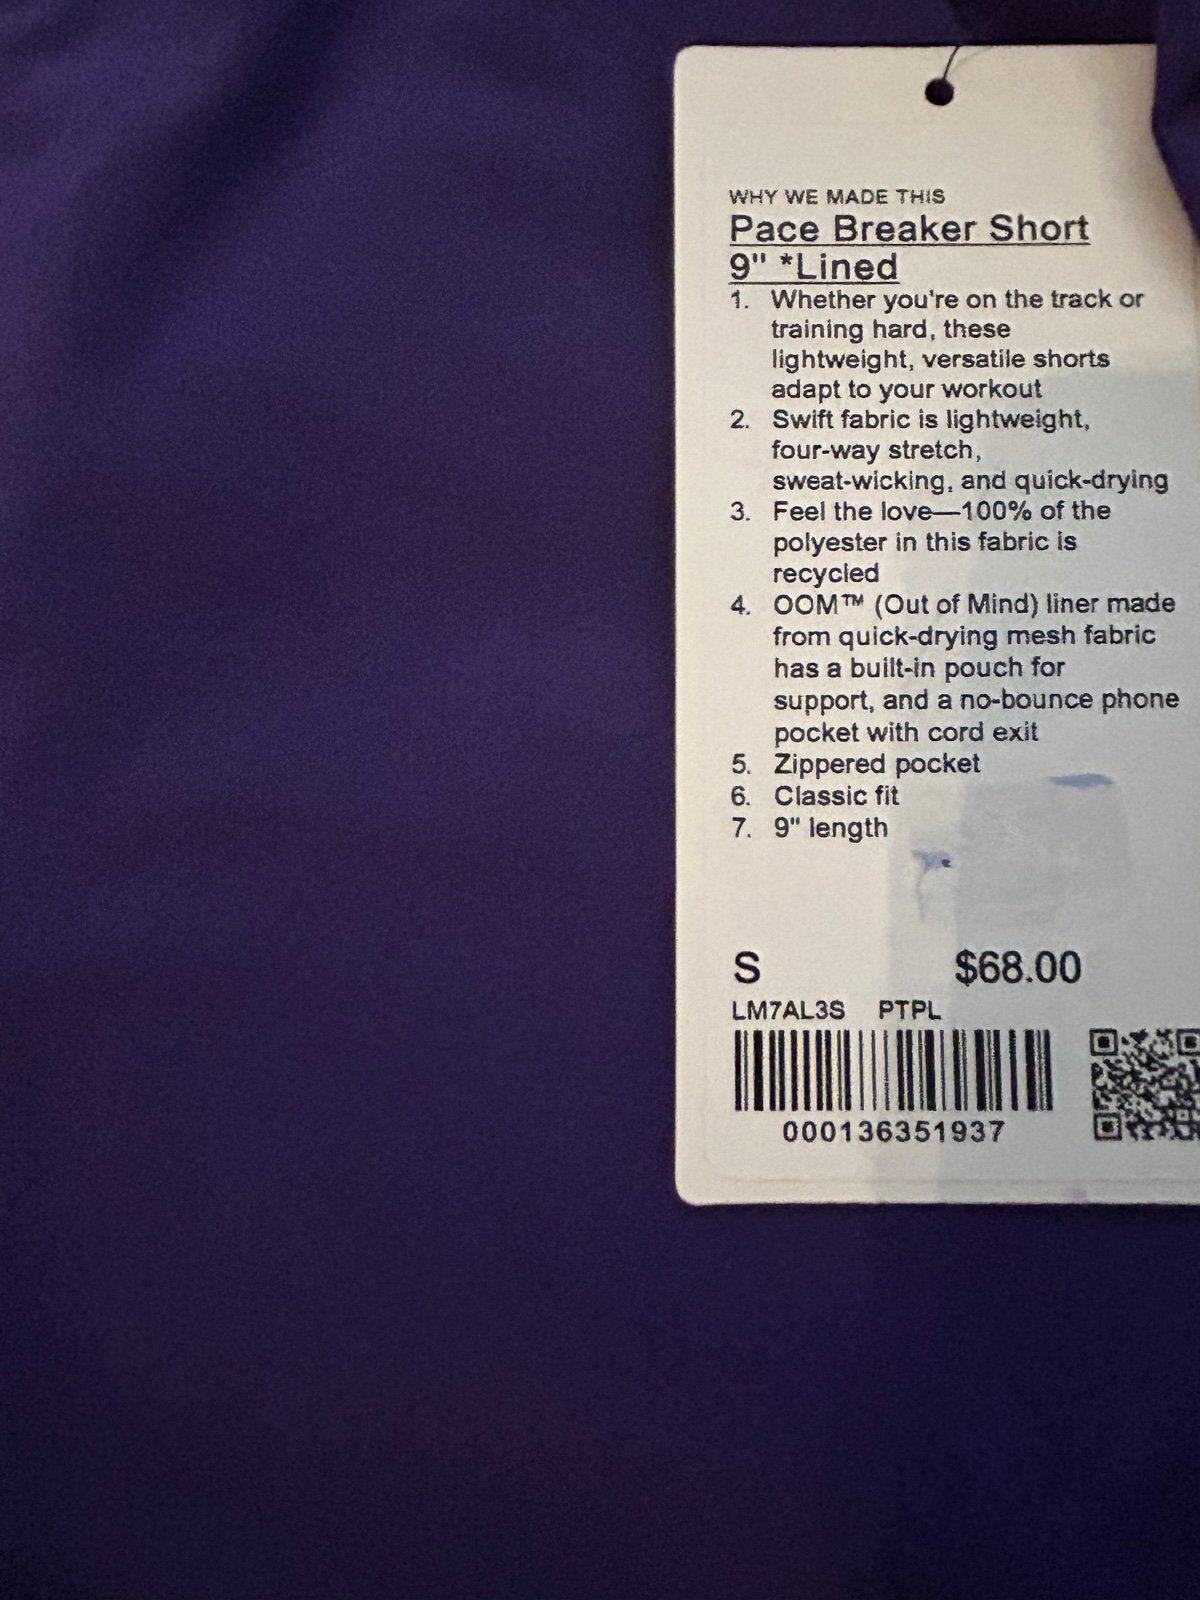 WHY WE MADE THIS
Pace Breaker Short
9" *Lined
1. Whether you're on the track or
training hard, these
lightweight, versatile shorts
adapt to your workout
2. Swift fabric is lightweight,
four-way stretch,
sweat-wicking, and quick-drying
3. Feel the love—100% of the
polyester in this fabric is
recycled
4. OOM™ (Out of Mind) liner made
from quick-drying mesh fabric
has a built-in pouch for
support, and a no-bounce phone
pocket with cord exit
5. Zippered pocket
6. Classic fit
7. 9" length
S $68.00
LM7AL3S PTPL
000136351937